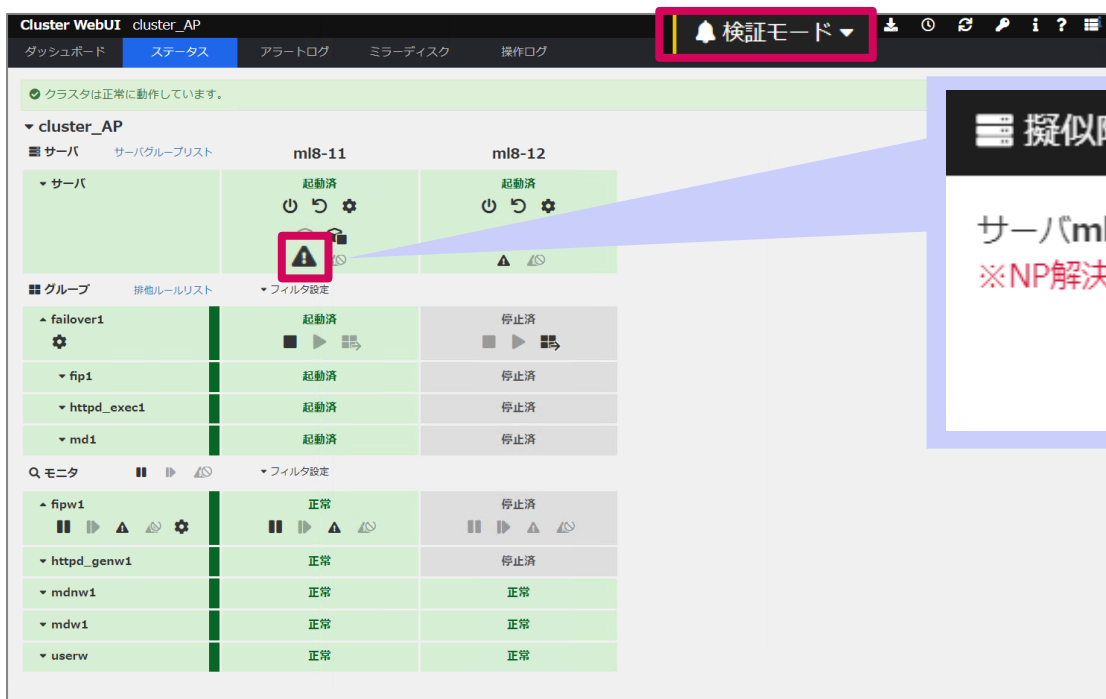 Cluster WebUI cluster_AP
検証モード
ダッシュボード ステータス アラートログ ミラーディスク 操作ログ
クラスタは正常に動作しています。
cluster_AP
サーバ サーバグループリスト ml8-11 ml8-12
サーバ 起動済 起動済
グループ 排他ルールリスト フィルタ設定
failover1 起動済 停止済
fip1 起動済 停止済
httpd_exec1 起動済 停止済
md1 起動済 停止済
モニタ フィルタ設定
fipw1 正常 停止済
httpd_genw1 正常 停止済
mdnw1 正常 正常
mdw1 正常 正常
userw 正常 正常
擬似
サーバm
※NP解決